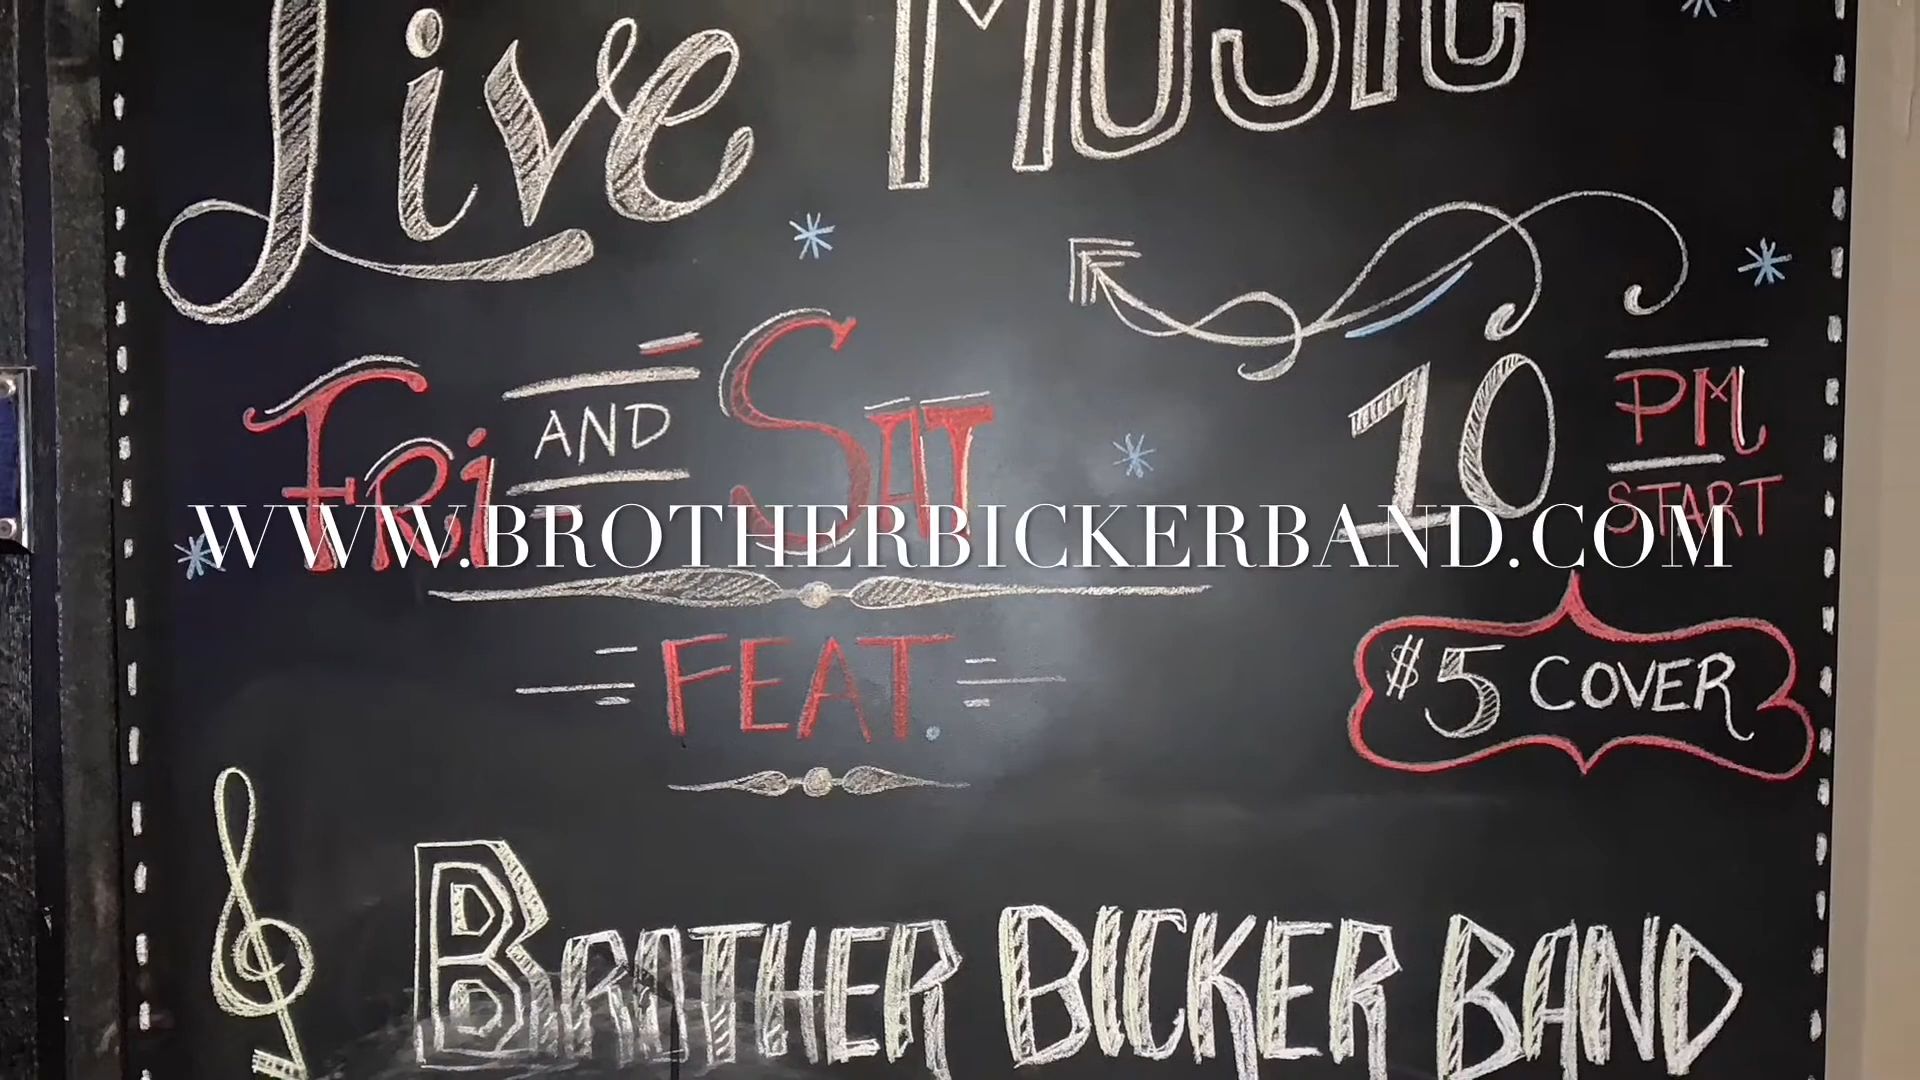 Live MUSIC
FRi AND SAT
10 PM
START
WWW.BROTHERBICKERBAND.COM
FEAT.
$5 COVER
BROTHER BICKER BAND